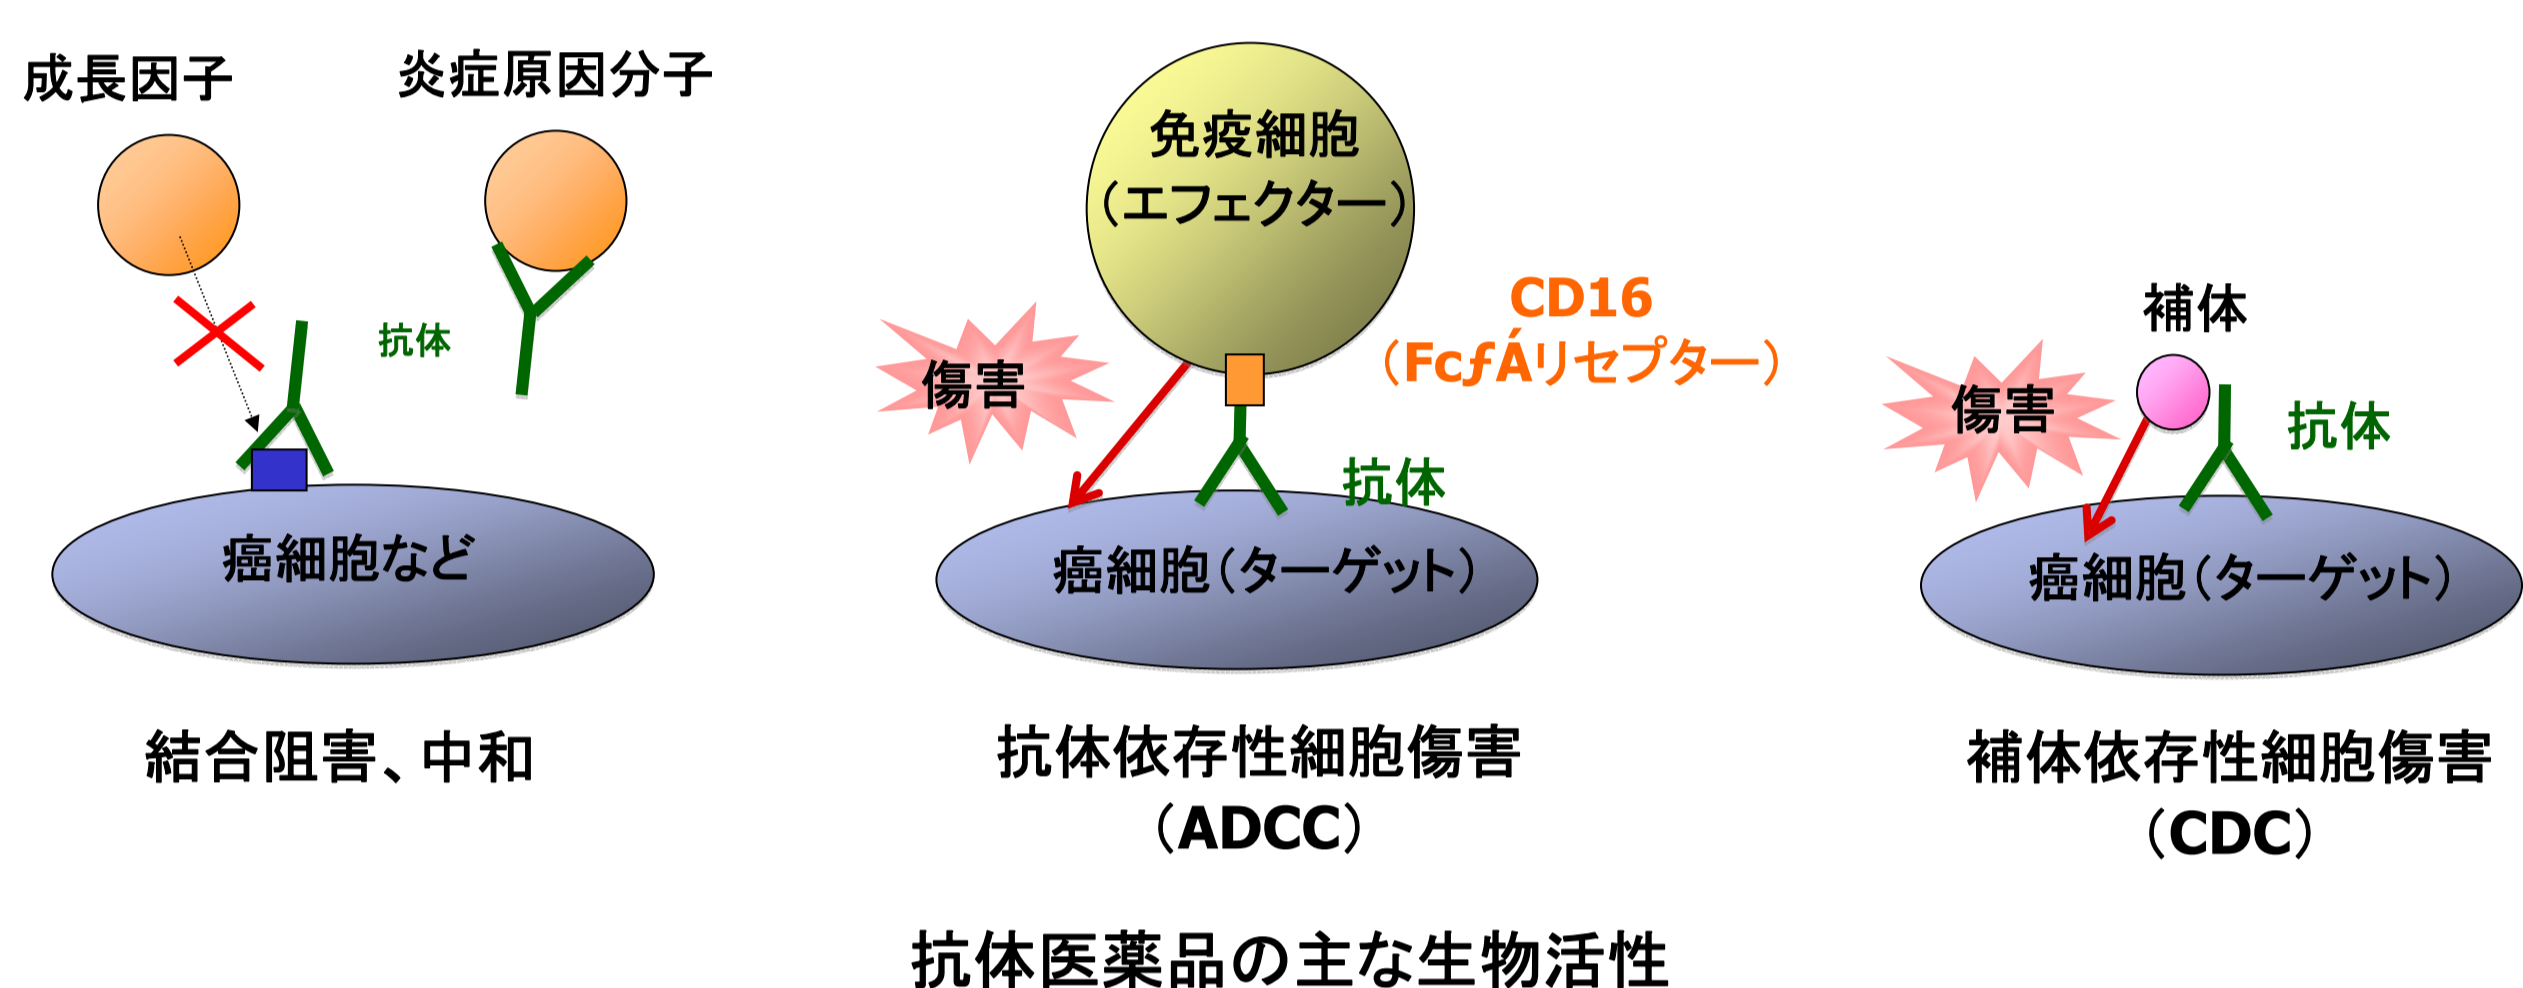 成長因子
炎症原因分子
抗体
癌細胞など
結合阻害、中和
免疫細胞
（エフェクター）
CD16
（FcƒÁリセプター）
傷害
抗体
癌細胞（ターゲット）
抗体依存性細胞傷害
（ADCC）
補体
傷害
抗体
癌細胞（ターゲット）
補体依存性細胞傷害
（CDC）
抗体医薬品の主な生物活性